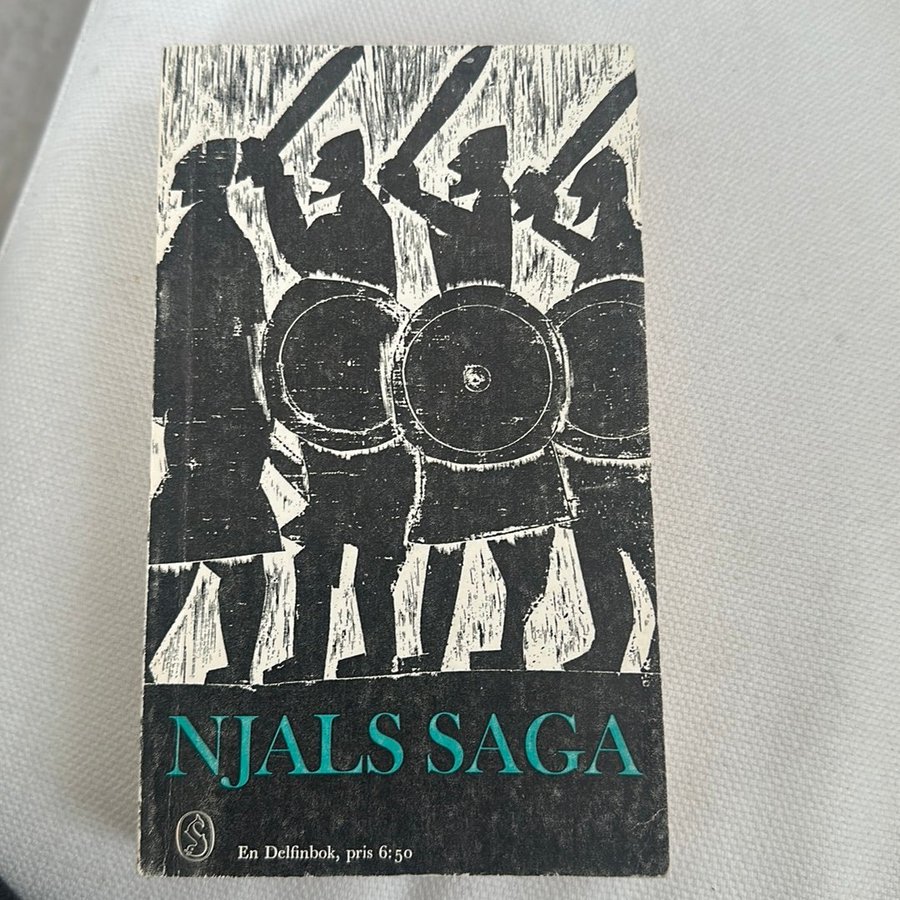 NJALS SAGA
S
En Delfinbok, pris 6:50